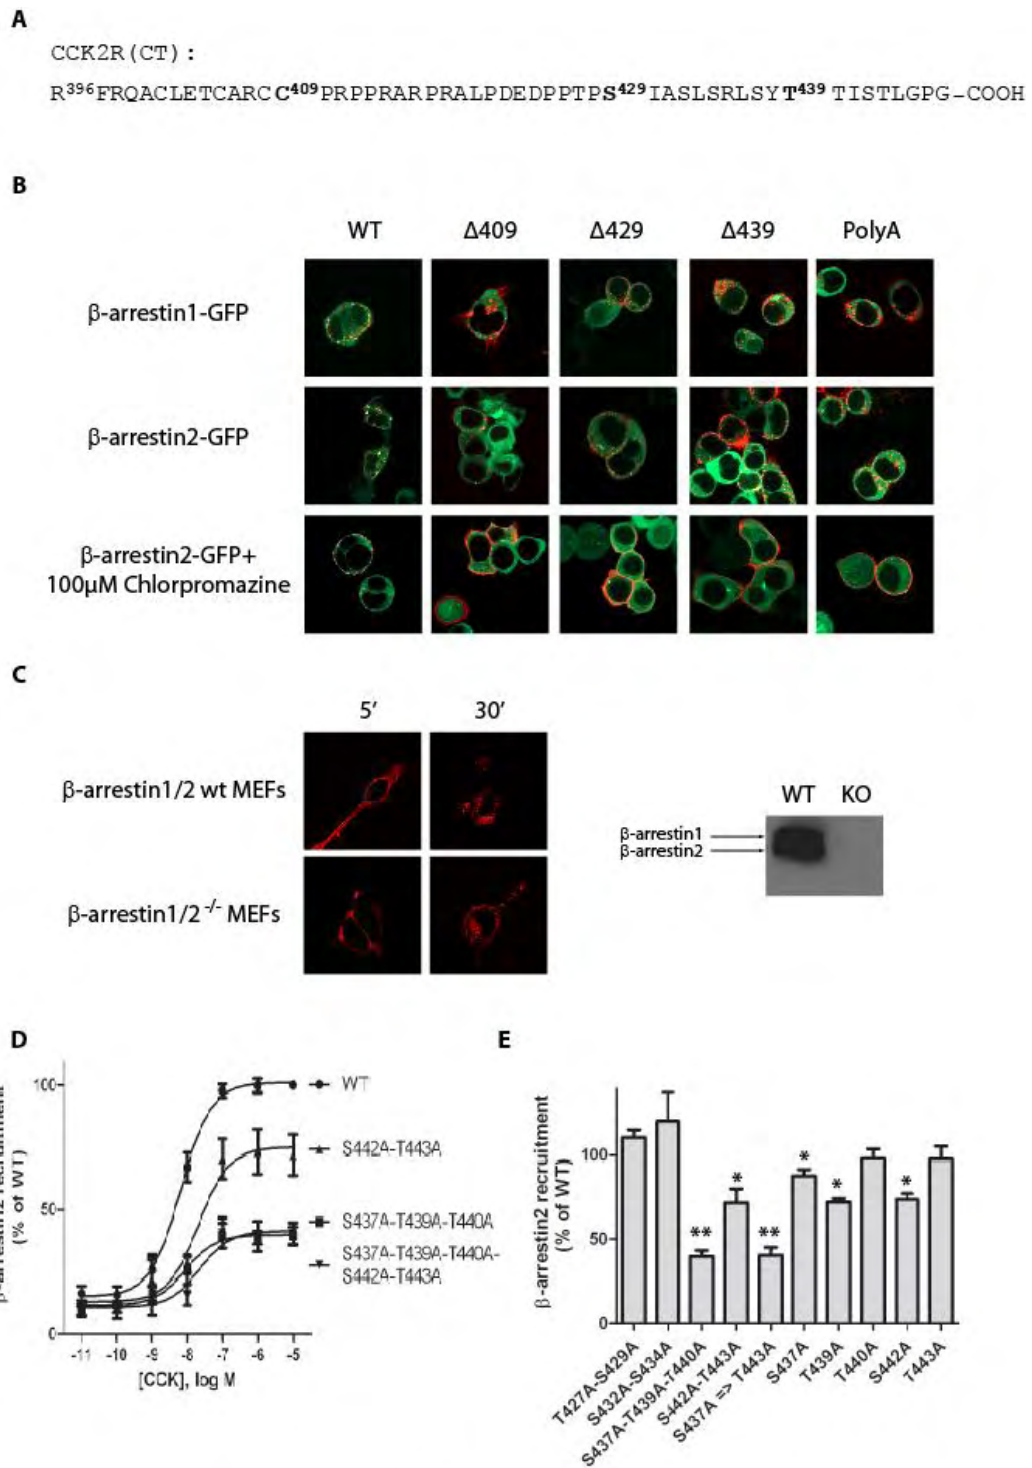 A
CCK2R(CT):
R396FRQACLETCARCC409PRPPRARPRALPDEDPPTPS429IASLSRLSYT439TISTLGPG-COOH
B
WT Δ409 Δ429 Δ439 PolyA
β-arrestin1-GFP
β-arrestin2-GFP
β-arrestin2-GFP+
100μM Chlorpromazine
C
5' 30'
β-arrestin1/2 wt MEFs
β-arrestin1/2 -/- MEFs
WT KO
β-arrestin1
β-arrestin2
D
β-arrestin2 recruitment
(% of WT)
100
50
0
-11 -10 -9 -8 -7 -6 -5
[CCK], log M
WT
S442A-T443A
S437A-T439A-T440A
S437A-T439A-T440A-
S442A-T443A
E
β-arrestin2 recruitment
(% of WT)
100
50
0
** * ** * * *
T427A-S429A
S432A-S434A
S437A-T439A-T440A
S442A-T443A
S437A => T443A
S437A
T439A
T440A
S442A
T443A